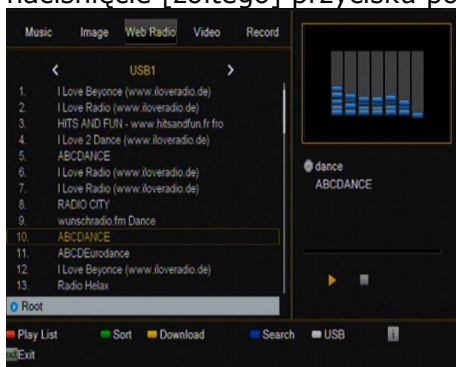 naciśnięcie [żółtego] przycisku po
Music Image Web Radio Video Record
USB1
1. I Love Beyonce (www.iloveradio.de)
2. I Love Radio (www.iloveradio.de)
3. HITS AND FUN - www.hitsandfun.fr fro
4. I Love 2 Dance (www.iloveradio.de)
5. ABCDANCE
6. I Love Radio (www.iloveradio.de)
7. I Love Radio (www.iloveradio.de)
8. RADIO CITY
9. wunschradio.fm Dance
10. ABCDANCE
11. ABCDEurodance
12. I Love Beyonce (www.iloveradio.de)
13. Radio Helax
Root
dance
ABCDANCE
Play List Sort Download Search USB i
Exit